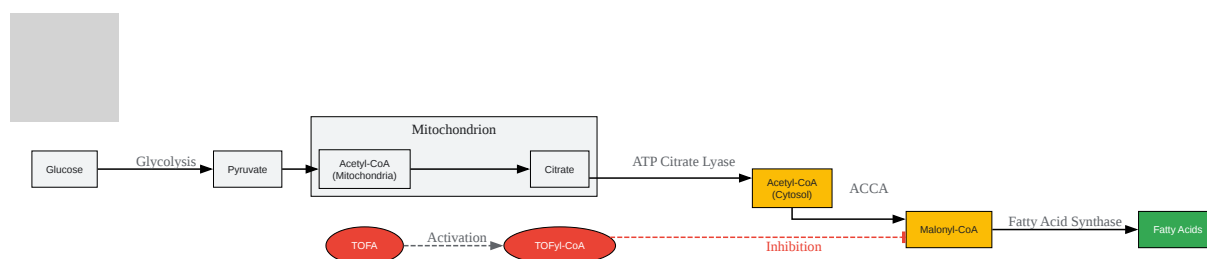 Mitochondrion
Glucose
Glycolysis
Pyruvate
Acetyl-CoA
(Mitochondria)
Citrate
ATP Citrate Lyase
Acetyl-CoA
(Cytosol)
ACCA
Malonyl-CoA
Fatty Acid Synthase
Fatty Acids
TOFA
Activation
TOFyl-CoA
Inhibition